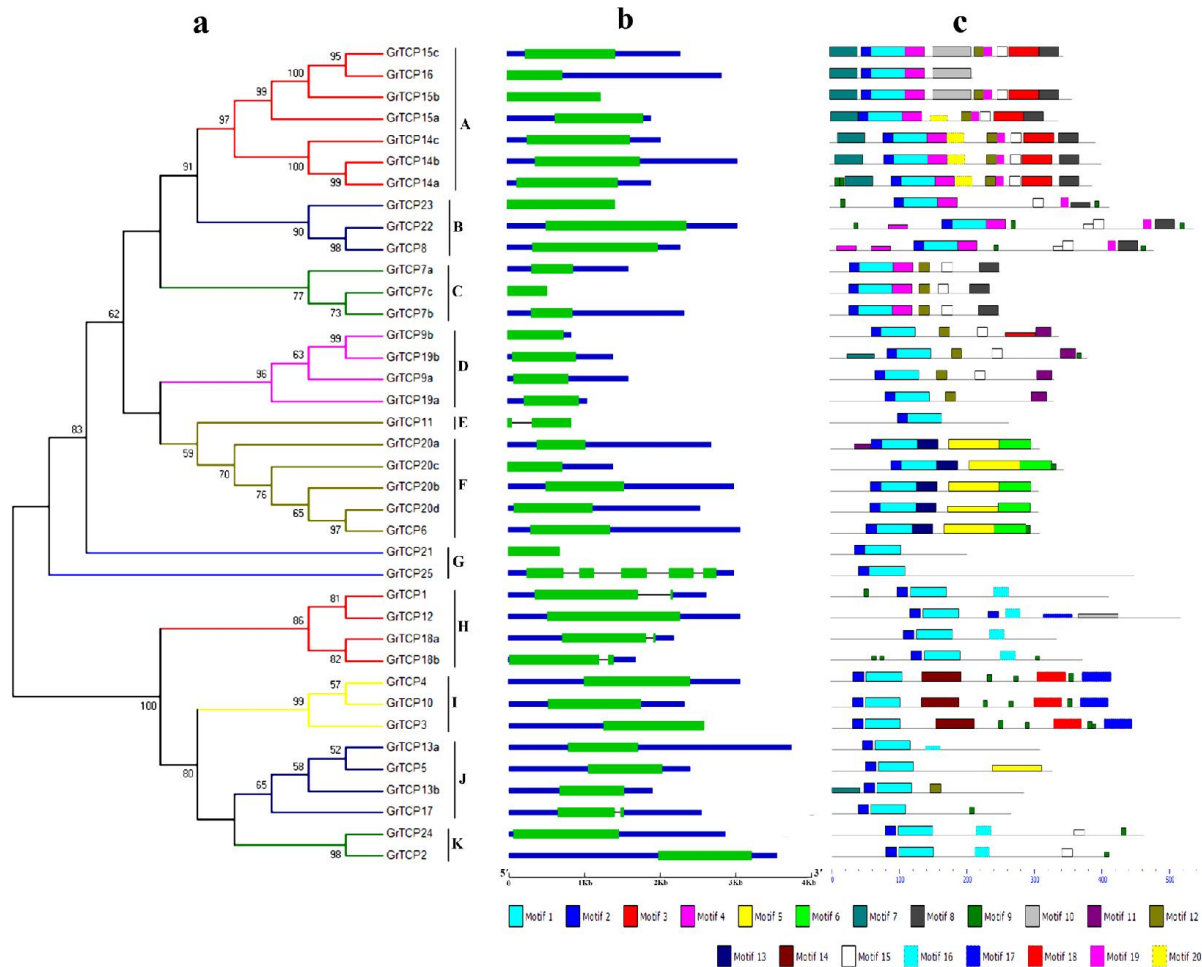 a b c
95 GrTCP15c
100 GrTCP16
99 GrTCP15b
97 GrTCP15a
A
GrTCP14c
91 100 GrTCP14b
99 GrTCP14a
GrTCP23
90 GrTCP22 B
98 GrTCP8
GrTCP7a
77 GrTCP7c C
73 GrTCP7b
62
99 GrTCP9b
63 GrTCP19b
96 GrTCP9a D
GrTCP19a
83
59 GrTCP11 E
70 GrTCP20a
76 GrTCP20c
65 GrTCP20b F
97 GrTCP20d
GrTCP6
GrTCP21
G
GrTCP25
81 GrTCP1
86 GrTCP12 H
GrTCP18a
82 GrTCP18b
57 GrTCP4
99 GrTCP10 I
GrTCP3
100
52 GrTCP13a
58 GrTCP5
80 65 GrTCP13b J
GrTCP17
GrTCP24
98 GrTCP2 K
5' 3'
0 1Kb 2Kb 3Kb 4Kb
0 100 200 300 400 500
Motif 1 Motif 2 Motif 3 Motif 4 Motif 5 Motif 6 Motif 7 Motif 8 Motif 9 Motif 10 Motif 11 Motif 12
Motif 13 Motif 14 Motif 15 Motif 16 Motif 17 Motif 18 Motif 19 Motif 20